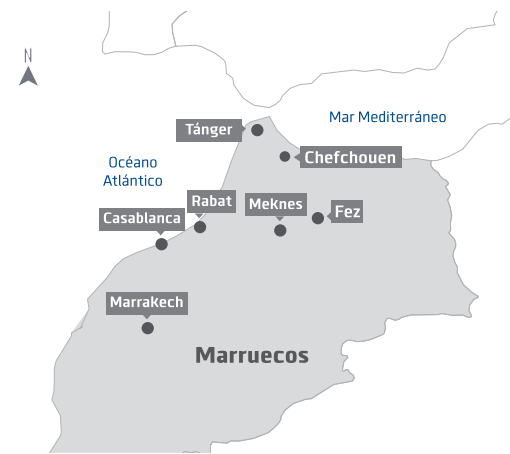 N
Mar Mediterráneo
Tánger
Chefchouen
Océano
Atlántico
Rabat
Meknes
Fez
Casablanca
Marrakech
Marruecos